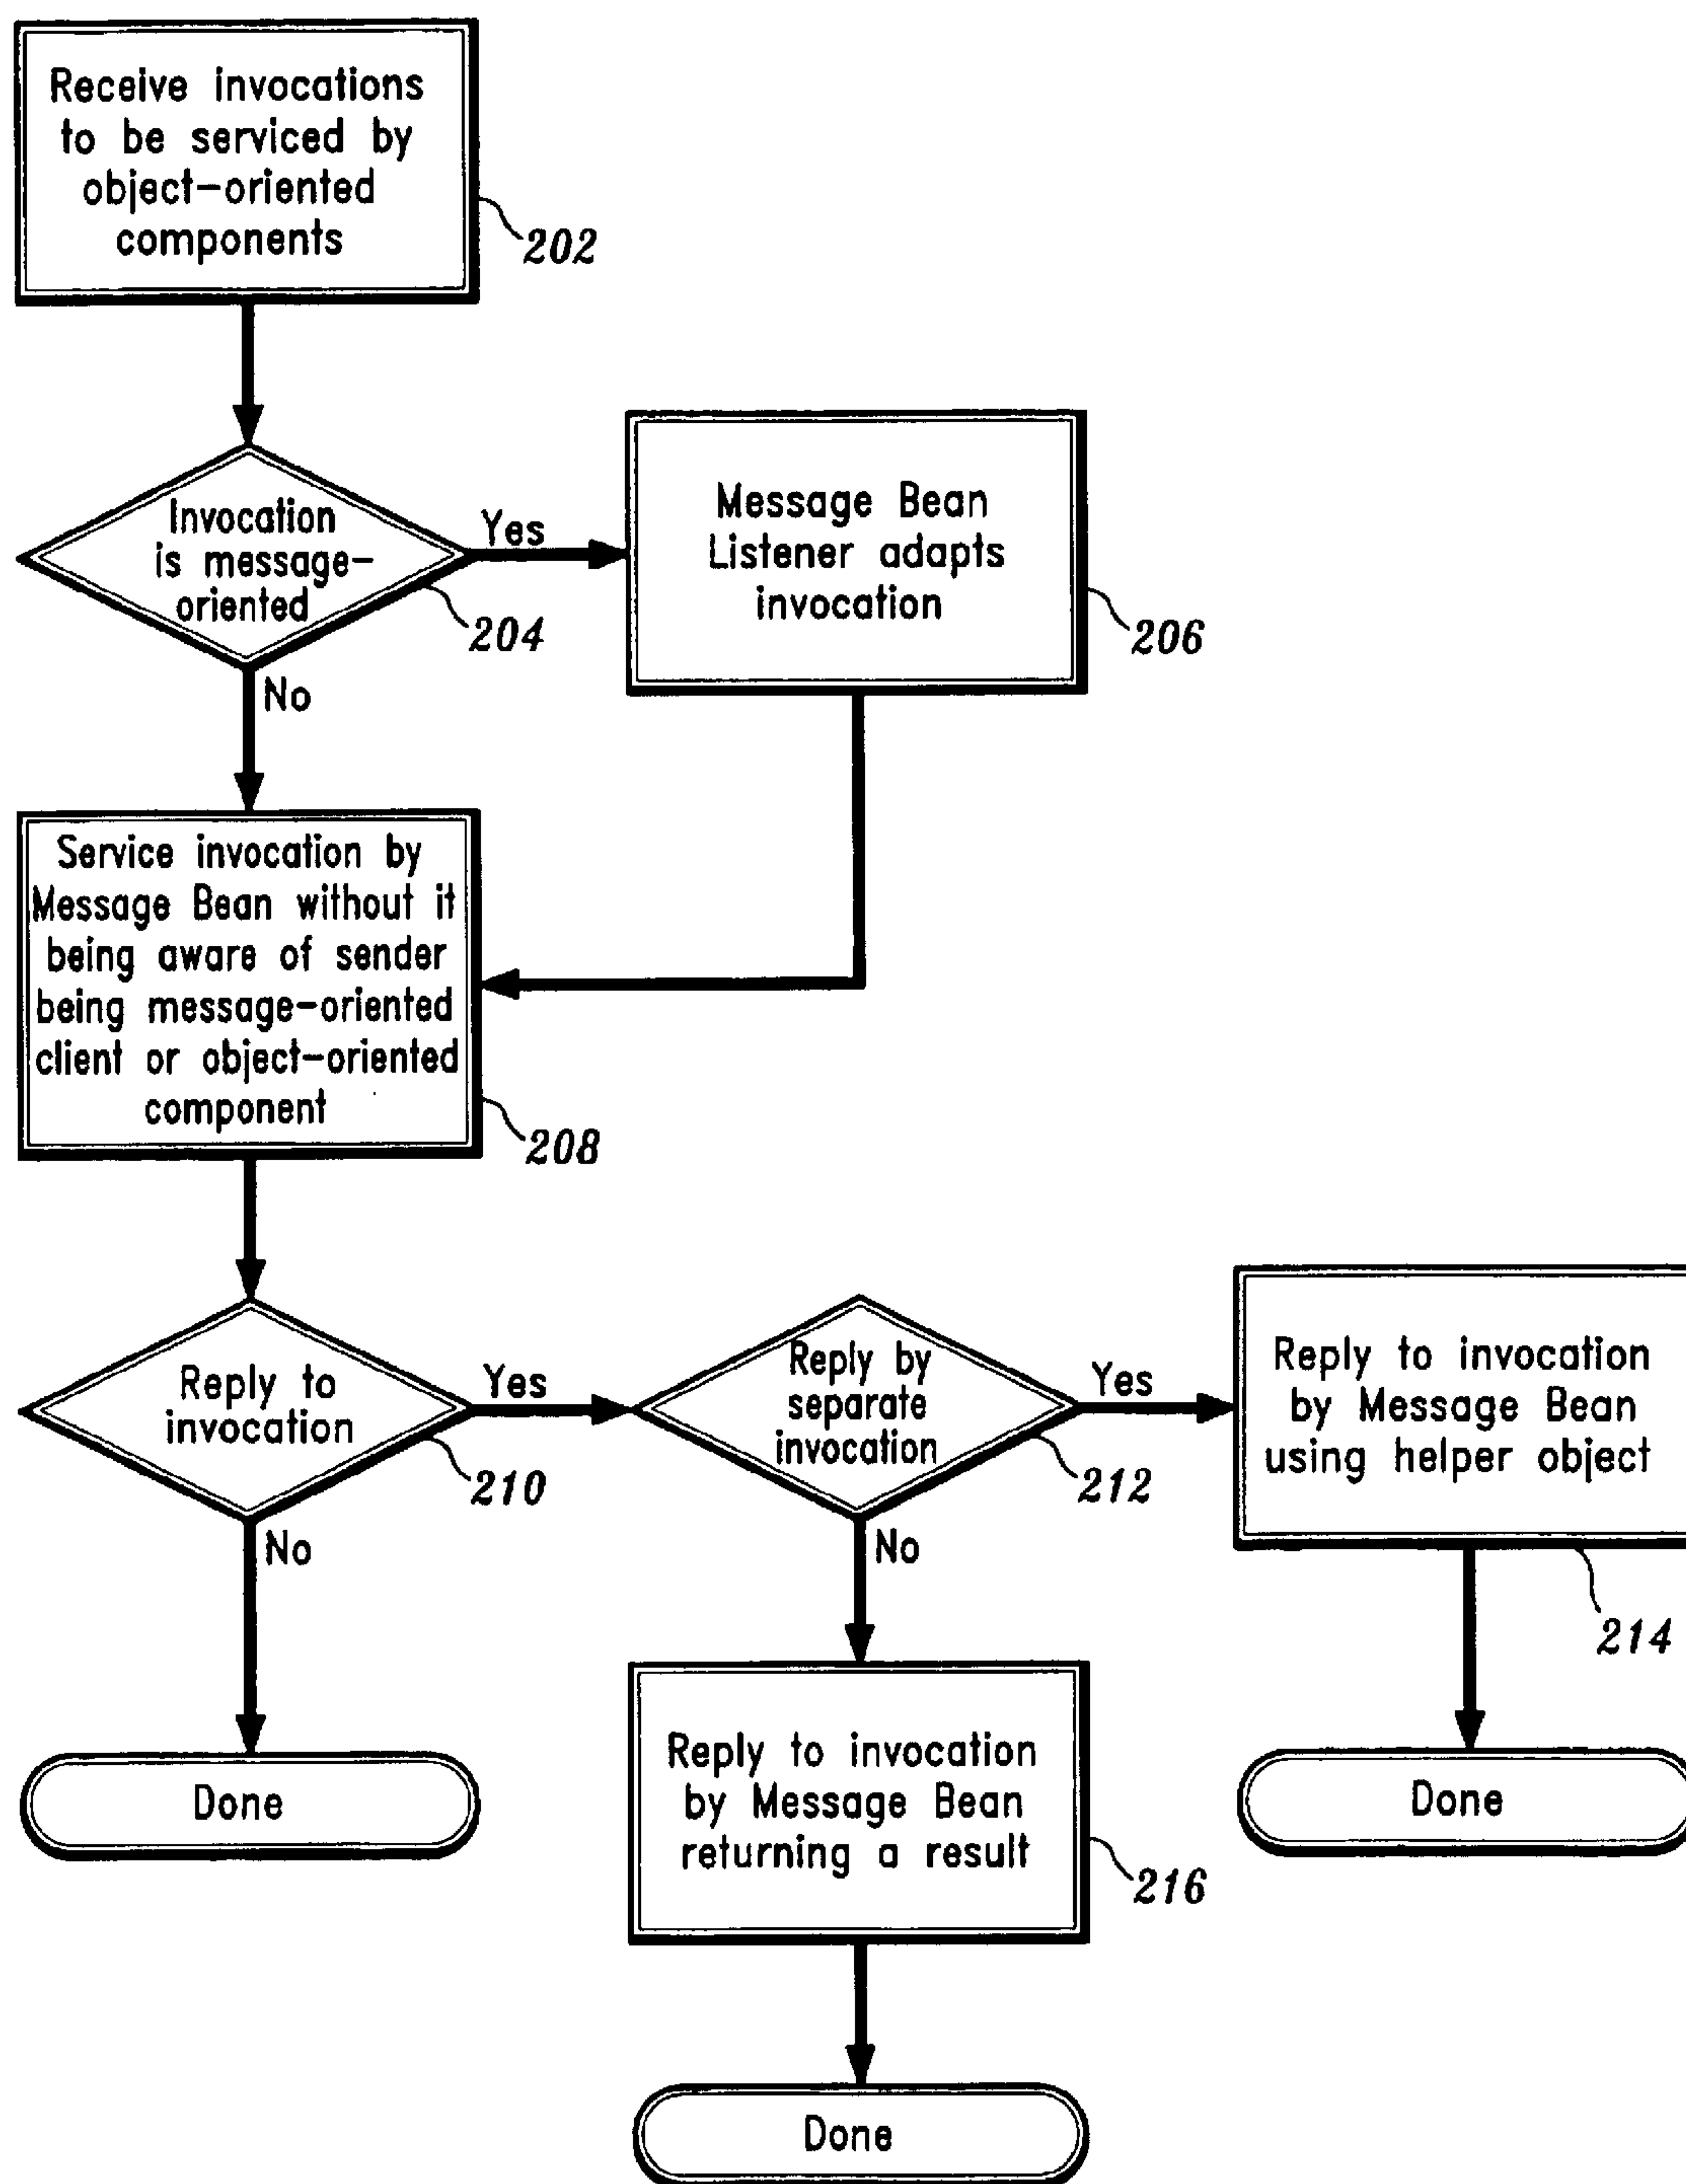 Receive invocations
to be serviced by
object-oriented
components
202
Invocation
is message-
oriented
204
Yes
No
Message Bean
Listener adapts
invocation
206
Service invocation by
Message Bean without it
being aware of sender
being message-oriented
client or object-oriented
component
208
Reply to
invocation
210
Yes
No
Reply by
separate
invocation
212
Yes
No
Reply to invocation
by Message Bean
using helper object
214
Done
Reply to invocation
by Message Bean
returning a result
216
Done
Done